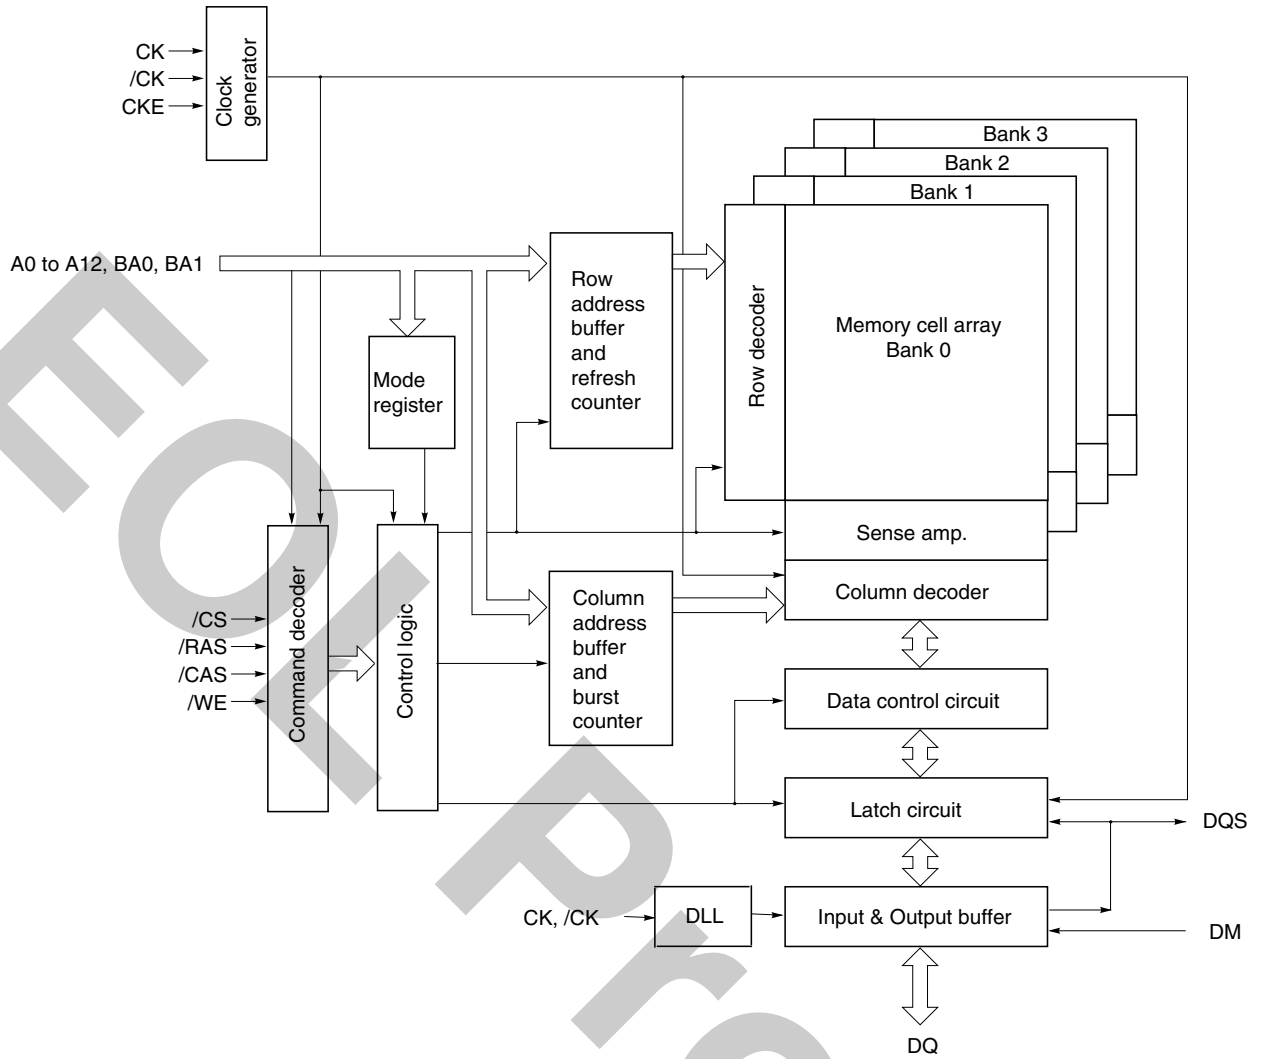 CK
/CK
CKE
Clock
generator
Bank 3
Bank 2
Bank 1
A0 to A12, BA0, BA1
Row
address
buffer
and
refresh
counter
Row decoder
Memory cell array
Bank 0
Mode
register
Sense amp.
Column decoder
/CS
/RAS
/CAS
/WE
Command decoder
Control logic
Column
address
buffer
and
burst
counter
Data control circuit
Latch circuit
DQS
CK, /CK
DLL
Input & Output buffer
DM
DQ
EOL Pro